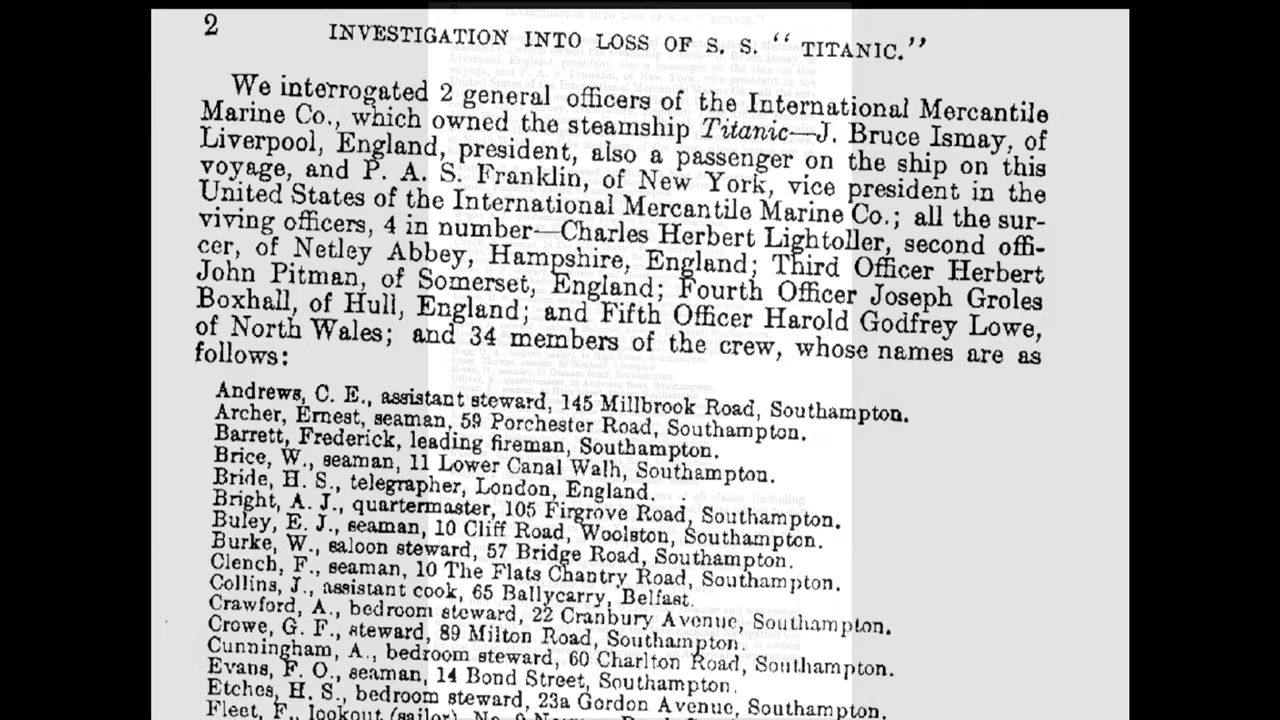 2
INVESTIGATION INTO LOSS OF S. S. “TITANIC.”
We interrogated 2 general officers of the International Mercantile
Marine Co., which owned the steamship Titanic—J. Bruce Ismay, of
Liverpool, England, president, also a passenger on the ship on this
voyage, and P. A. S. Franklin, of New York, vice president in the
United States of the International Mercantile Marine Co.; all the sur-
viving officers, 4 in number—Charles Herbert Lightoller, second offi-
cer, of Netley Abbey, Hampshire, England; Third Officer Herbert
John Pitman, of Somerset, England; Fourth Officer Joseph Groles
Boxhall, of Hull, England; and Fifth Officer Harold Godfrey Lowe,
of North Wales; and 34 members of the crew, whose names are as
follows:
Andrews, C. E., assistant steward, 145 Millbrook Road, Southampton.
Archer, Ernest, seaman, 59 Porchester Road, Southampton.
Barrett, Frederick, leading fireman, Southampton.
Brice, W., seaman, 11 Lower Canal Walh, Southampton.
Bride, H. S., telegrapher, London, England.
Bright, A. J., quartermaster, 105 Firgrove Road, Southampton.
Buley, E. J., seaman, 10 Cliff Road, Woolston, Southampton.
Burke, W., saloon steward, 57 Bridge Road, Southampton.
Clench, F., seaman, 10 The Flats Chantry Road, Southampton.
Collins, J., assistant cook, 65 Ballycarry, Belfast.
Crawford, A., bedroom steward, 22 Cranbury Avenue, Southampton.
Crowe, G. F., steward, 89 Milton Road, Southampton.
Cunningham, A., bedroom steward, 60 Charlton Road, Southampton.
Evans, F. O., seaman, 14 Bond Street, Southampton.
Etches, H. S., bedroom steward, 23a Gordon Avenue, Southampton.
Fleet, F., lookout (sailor), No. 9